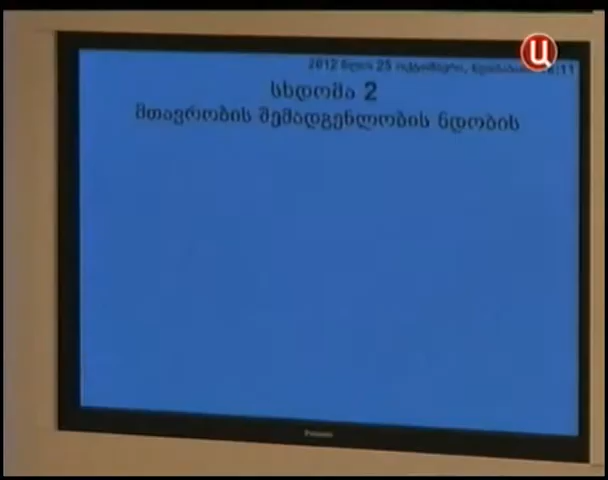 Ц
2012 წლის 25 ოქტომბერი,
სხდომა 2
მთავრობის შემადგენლობის ნდობის